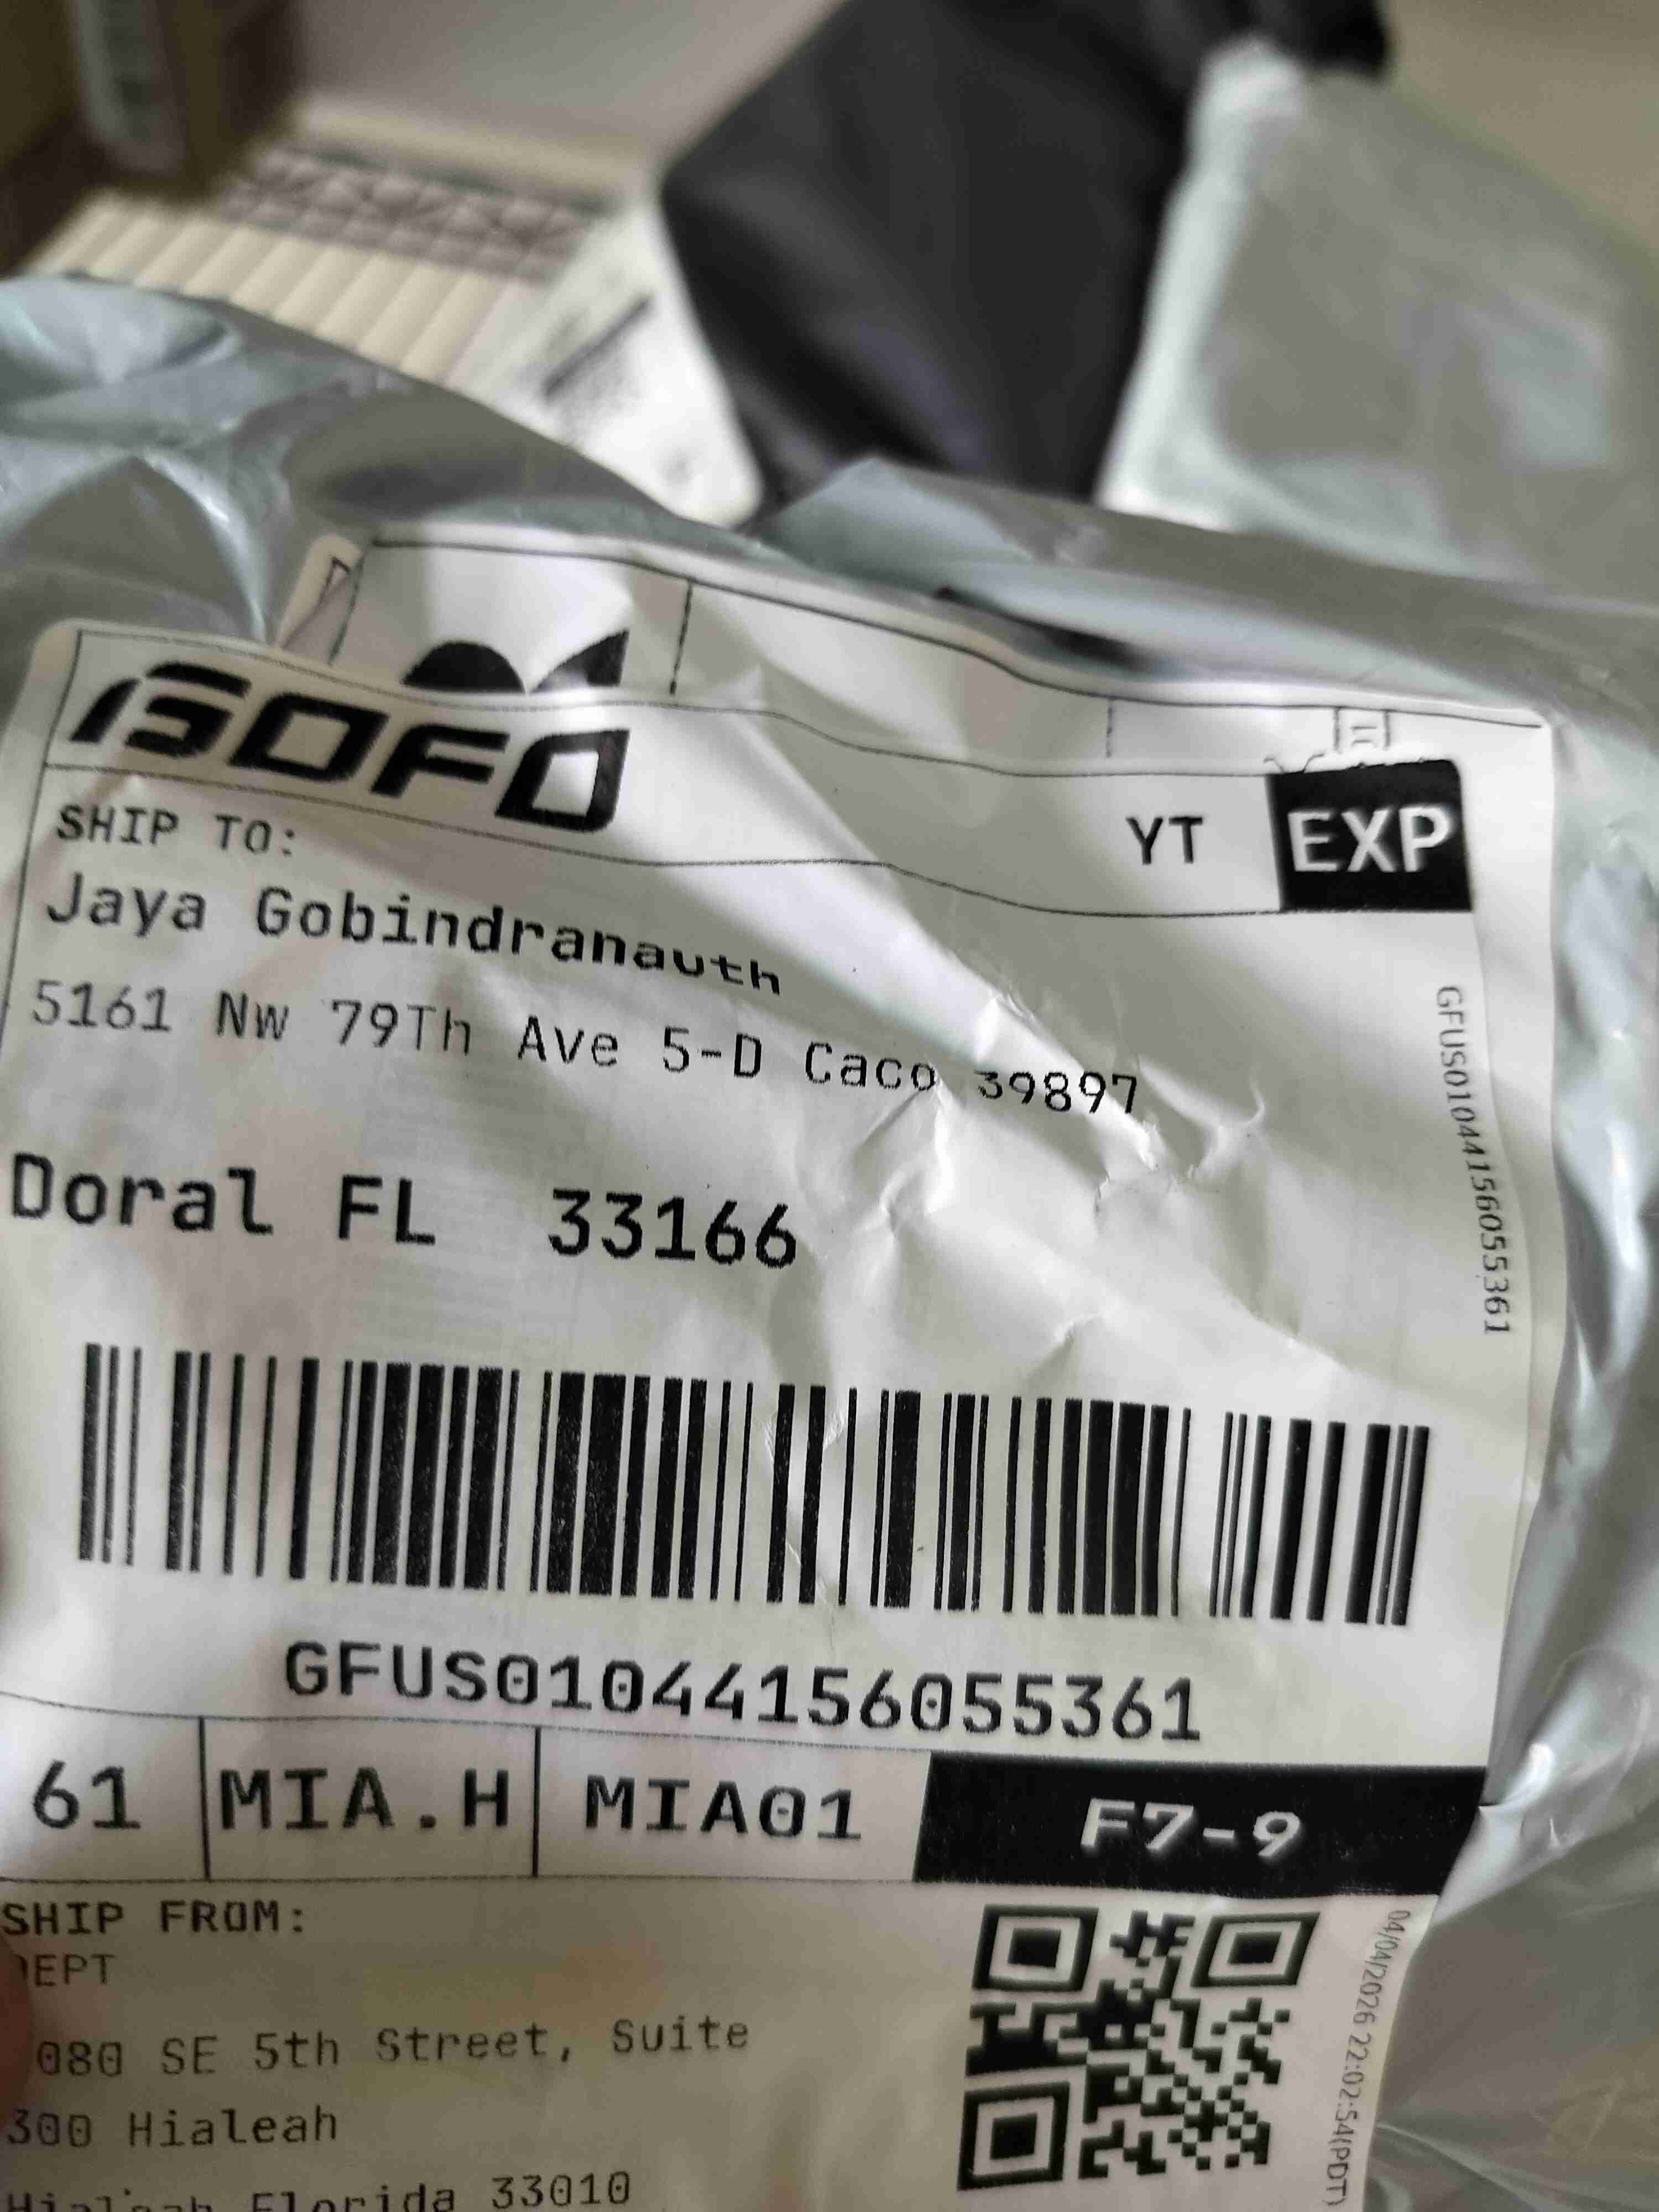 GOFO
YT EXP
SHIP TO:
Jaya Gobindranauth
5161 Nw 79Th Ave 5-D Caco 39897
Doral FL 33166
GFUS01044156055361
GFUS01044156055361
61 MIA.H MIA01 F7-9
SHIP FROM:
DEPT
080 SE 5th Street, Suite
300 Hialeah
Hialeah Florida 33010
04/04/2026 22:02:54(PDT)